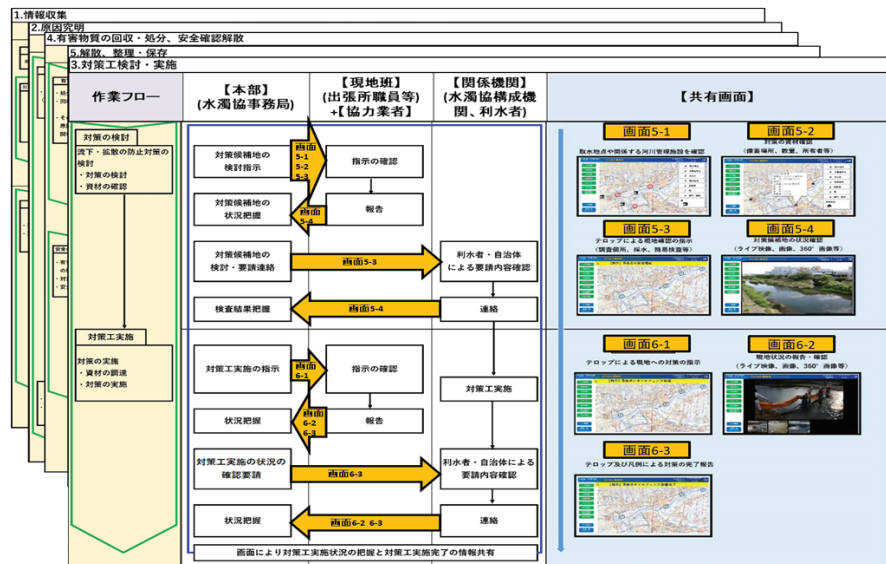 1.情報収集
2.原因究明
4.有害物質の回収・処分、安全確認解散
5.解散、整理・保存
3.対策工検討・実施
作業フロー
【本部】
(水濁協事務局)
【現地班】
(出張所職員等)
+【協力業者】
【関係機関】
(水濁協構成機
関、利水者)
【共有画面】
対策の検討
流下・拡散の防止対策の
検討
・対策の検討
・資材の確認
対策工実施
対策の実施
・資材の調達
・対策の実施
対策候補地の
検討指示
画面
5-1
5-2
5-3
指示の確認
対策候補地の
状況把握
画面
5-4
報告
対策候補地の
検討・要請連絡
画面5-3
利水者・自治体
による要請内容確認
検査結果把握
画面5-4
連絡
対策工実施の指示
画面
6-1
指示の確認
対策工実施
状況把握
画面
6-2
6-3
報告
対策工実施の状況の
確認要請
画面6-3
利水者・自治体による
要請内容確認
状況把握
画面6-2 6-3
連絡
画面により対策工実施状況の把握と対策工実施完了の情報共有
画面5-1
取水地点や関係する河川管理施設を確認
画面5-2
対策の資材確認
(備蓄場所、数量、所有者等)
画面5-3
テロップによる現地確認の指示
(調査個所、採水、簡易検査等)
画面5-4
対策候補地の状況確認
(ライブ映像、画像、360°画像等)
画面6-1
テロップによる現地への対策の指示
画面6-2
現地状況の報告・確認
(ライブ映像、画像、360°画像等)
画面6-3
テロップ及び凡例による対策の完了報告